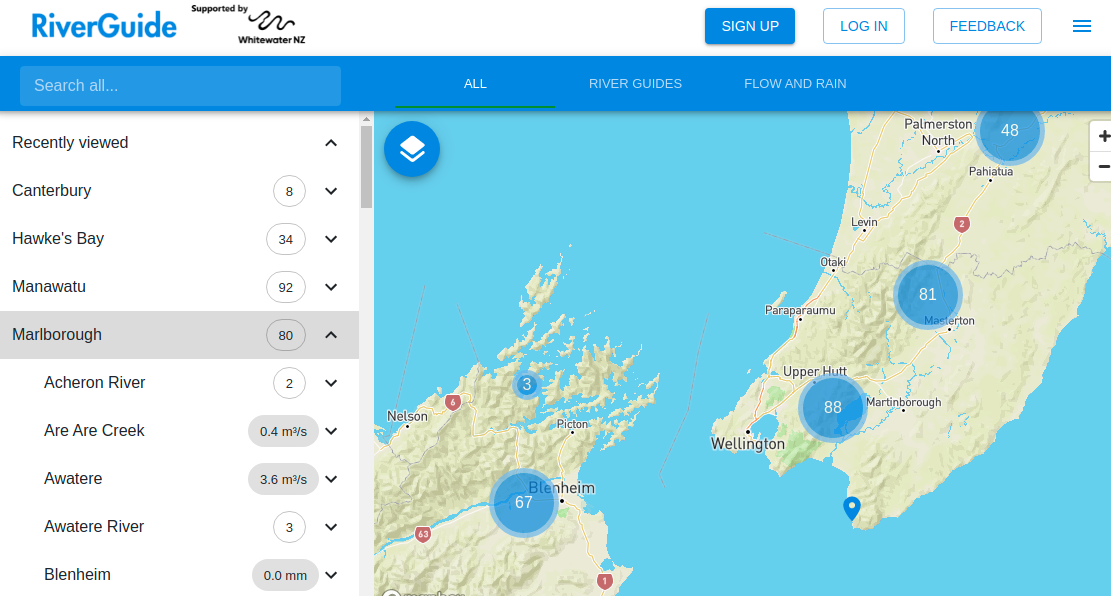 RiverGuide
Supported by
Whitewater NZ
SIGN UP
LOG IN
FEEDBACK
Search all...
ALL
RIVER GUIDES
FLOW AND RAIN
Recently viewed
Canterbury 8
Hawke's Bay 34
Manawatu 92
Marlborough 80
Acheron River 2
Are Are Creek 0.4 m³/s
Awatere 3.6 m³/s
Awatere River 3
Blenheim 0.0 mm
Palmerston
North
48
Pahiatua
Levin
2
Otaki
81
Paraparaumu
Masterton
Upper Hutt
3
88
Martinborough
6
Nelson
Picton
Wellington
Blenheim
67
63
1
+
−